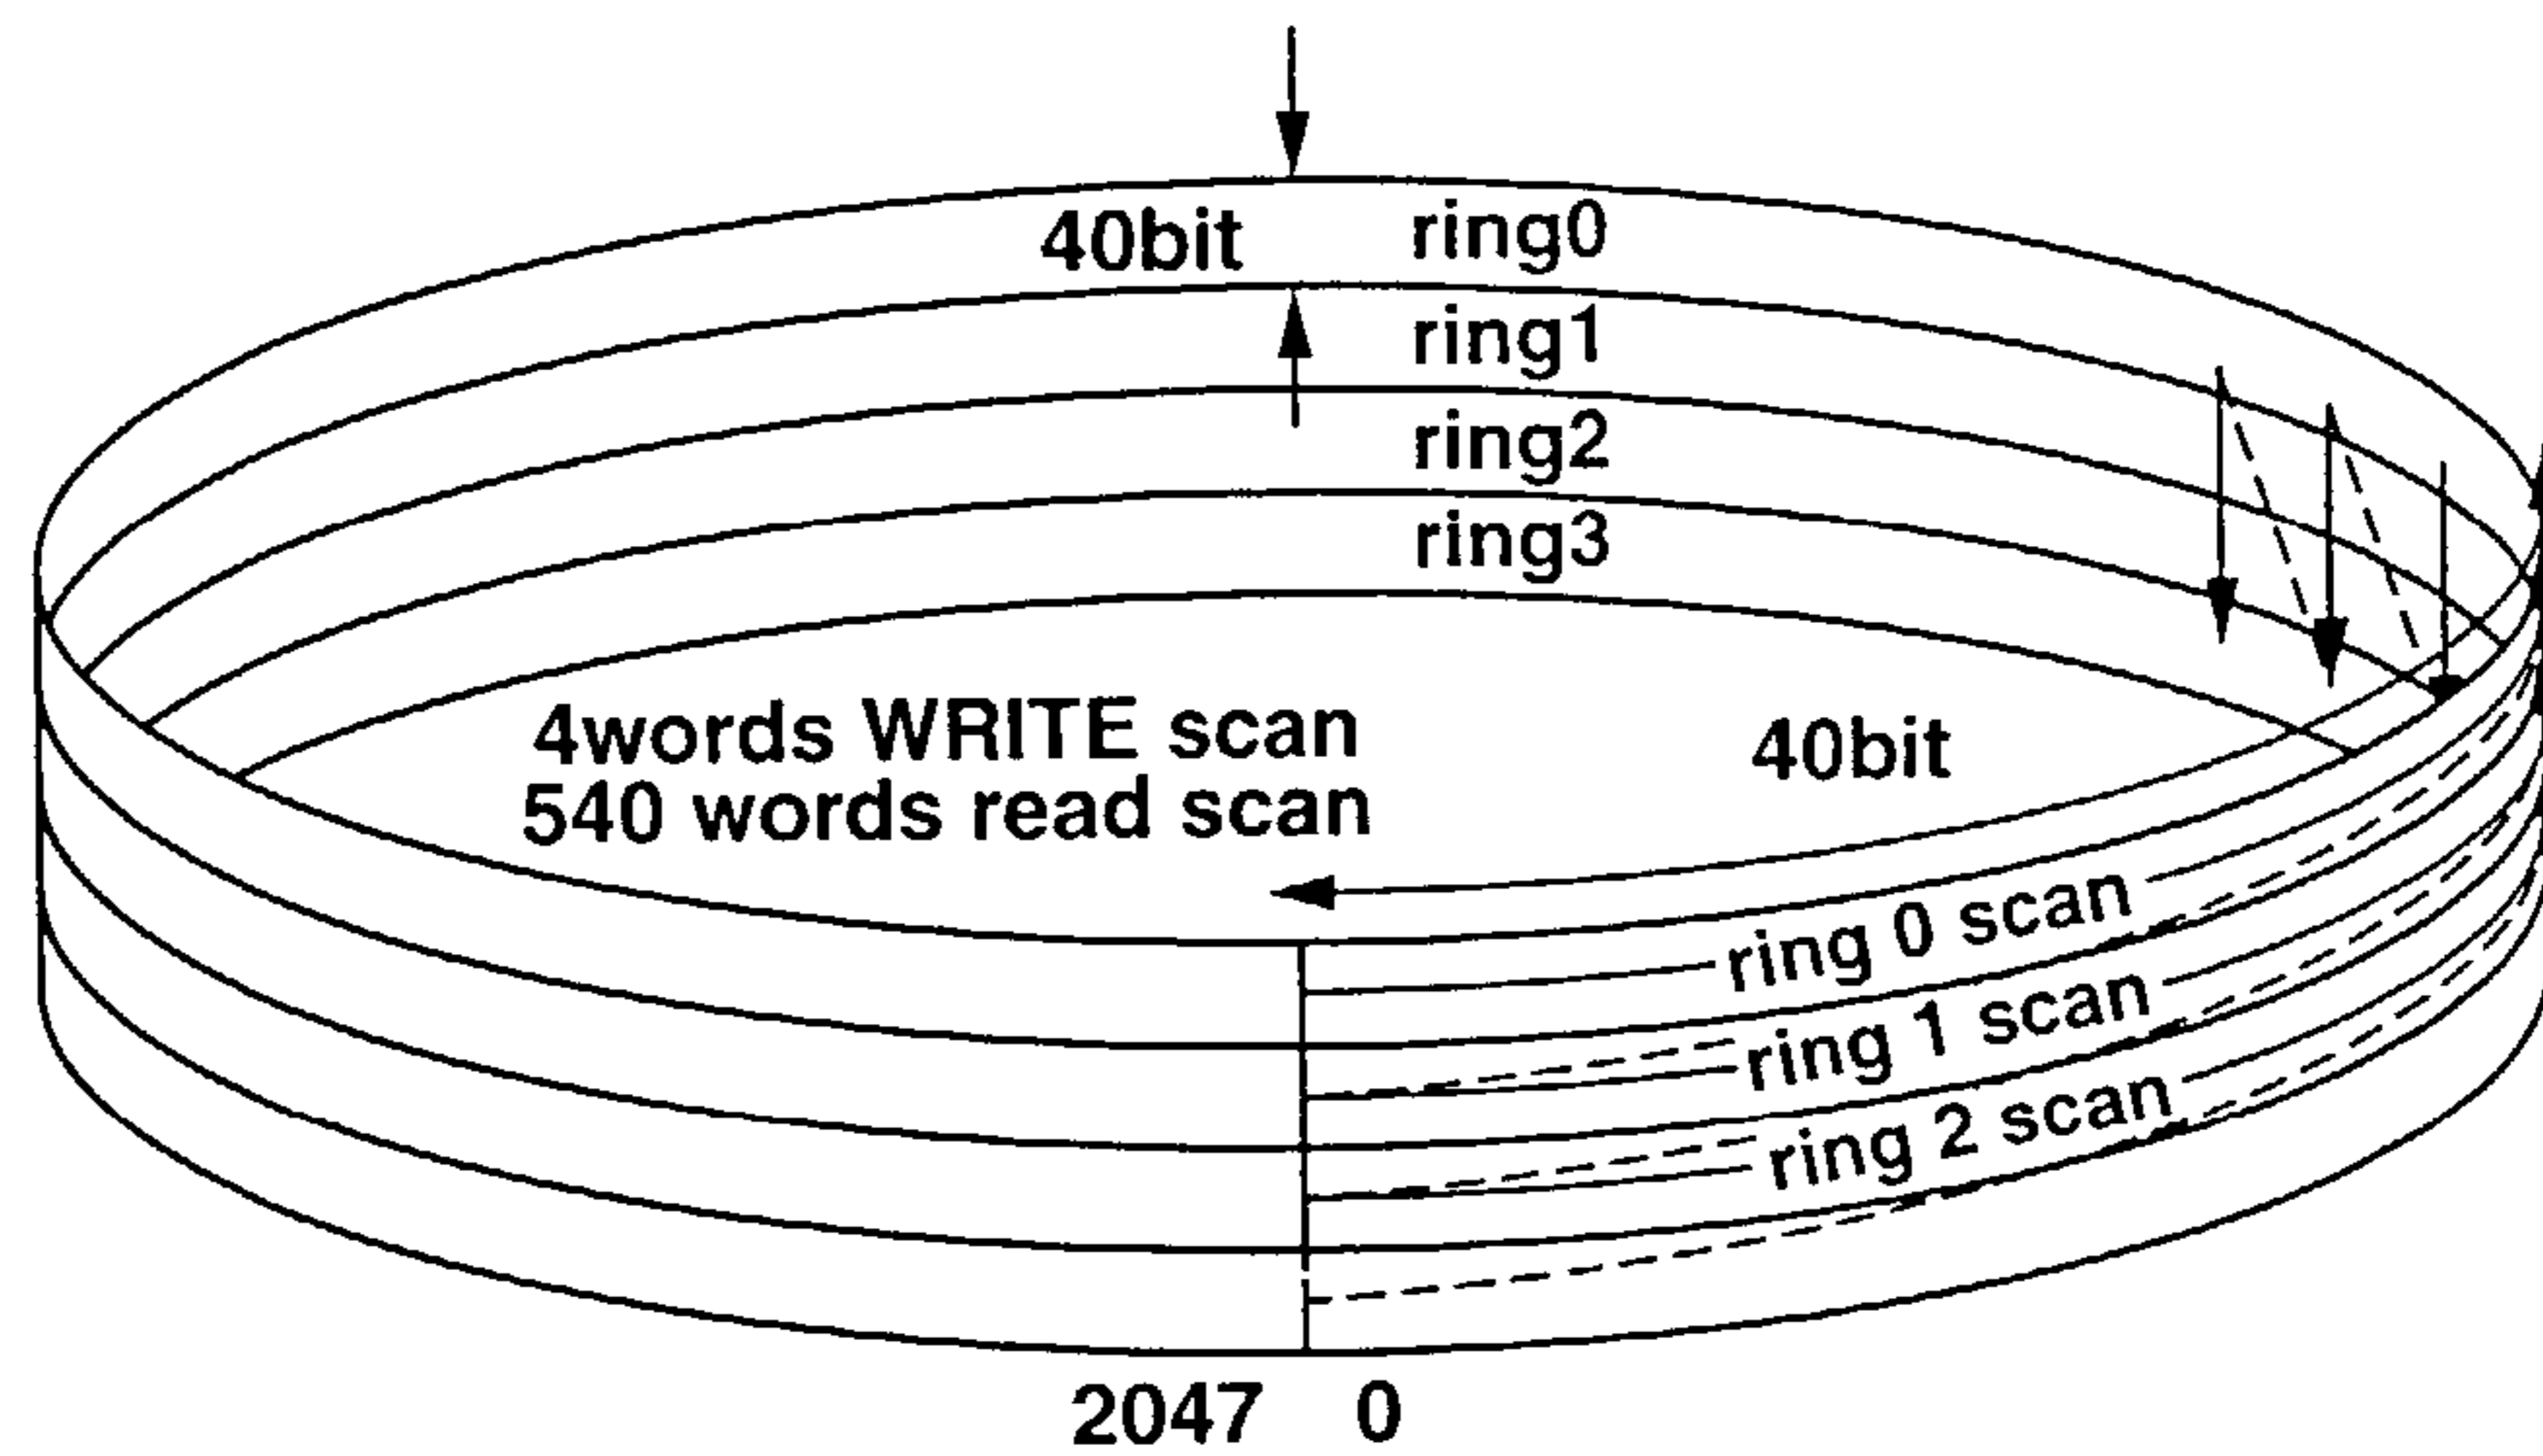 40bit ring0
ring1
ring2
ring3
4words WRITE scan
540 words read scan
40bit
ring 0 scan
ring 1 scan
ring 2 scan
2047 0